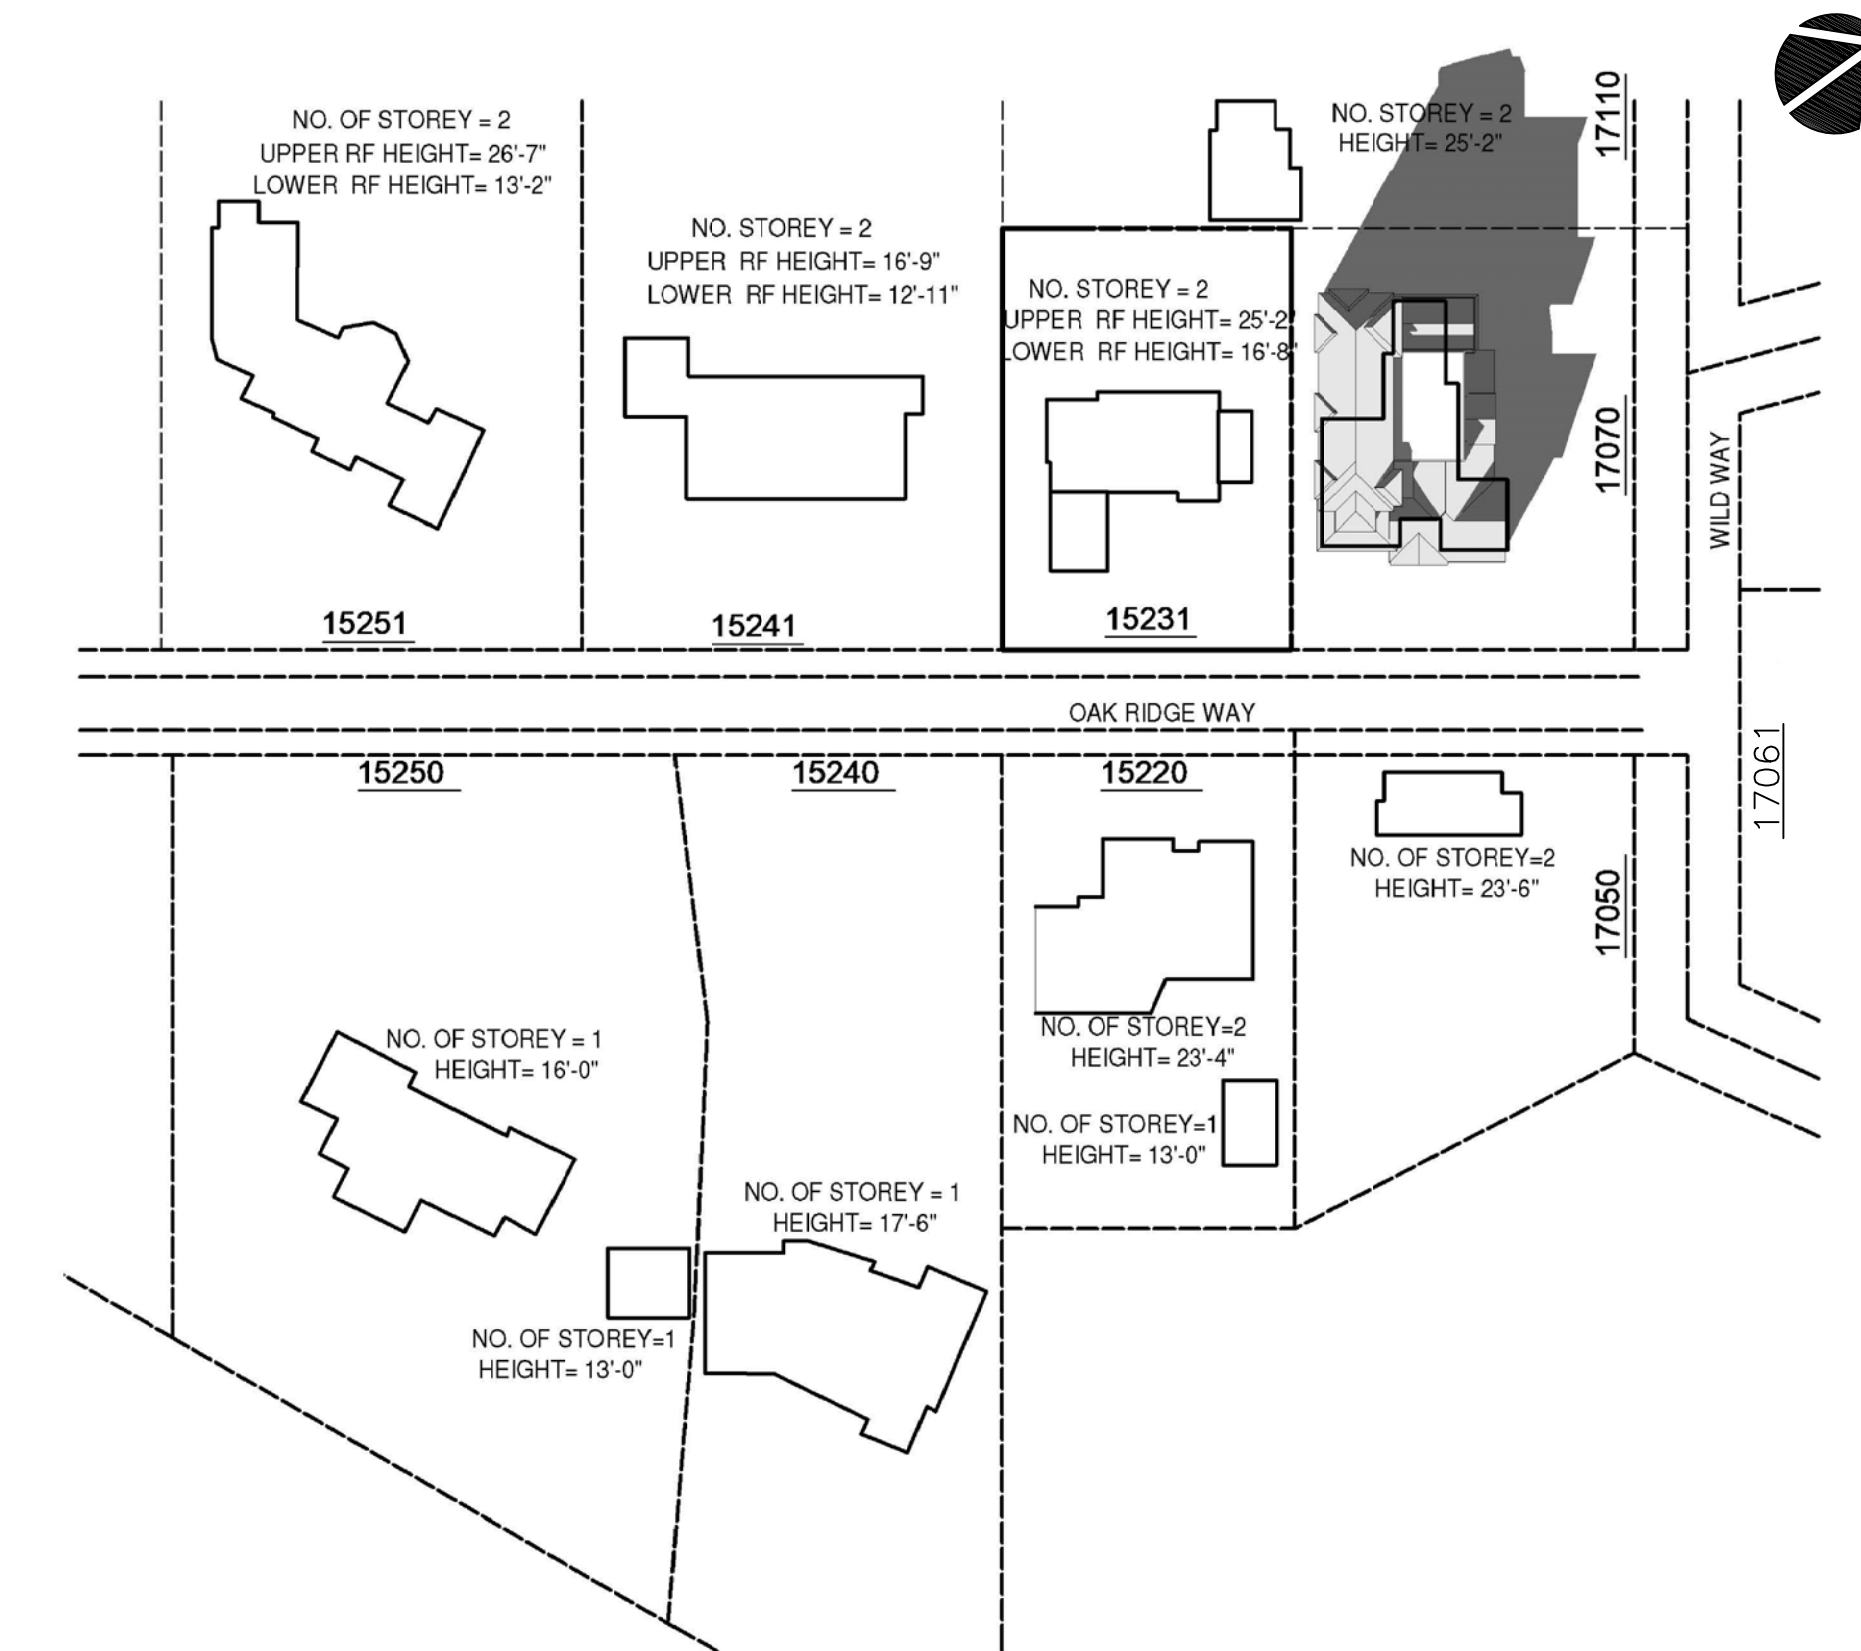 NO. OF STOREY = 2
UPPER RF HEIGHT= 26'-7"
LOWER RF HEIGHT= 13'-2"
NO. STOREY = 2
UPPER RF HEIGHT= 16'-9"
LOWER RF HEIGHT= 12'-11"
NO. STOREY = 2
UPPER RF HEIGHT= 25'-2"
LOWER RF HEIGHT= 16'-8"
NO. STOREY = 2
HEIGHT= 25'-2"
17110
17070
WILD WAY
15251
15241
15231
OAK RIDGE WAY
15250
15240
15220
17061
NO. OF STOREY=2
HEIGHT= 23'-6"
17050
NO. OF STOREY = 1
HEIGHT= 16'-0"
NO. OF STOREY=2
HEIGHT= 23'-4"
NO. OF STOREY=1
HEIGHT= 13'-0"
NO. OF STOREY = 1
HEIGHT= 17'-6"
NO. OF STOREY=1
HEIGHT= 13'-0"